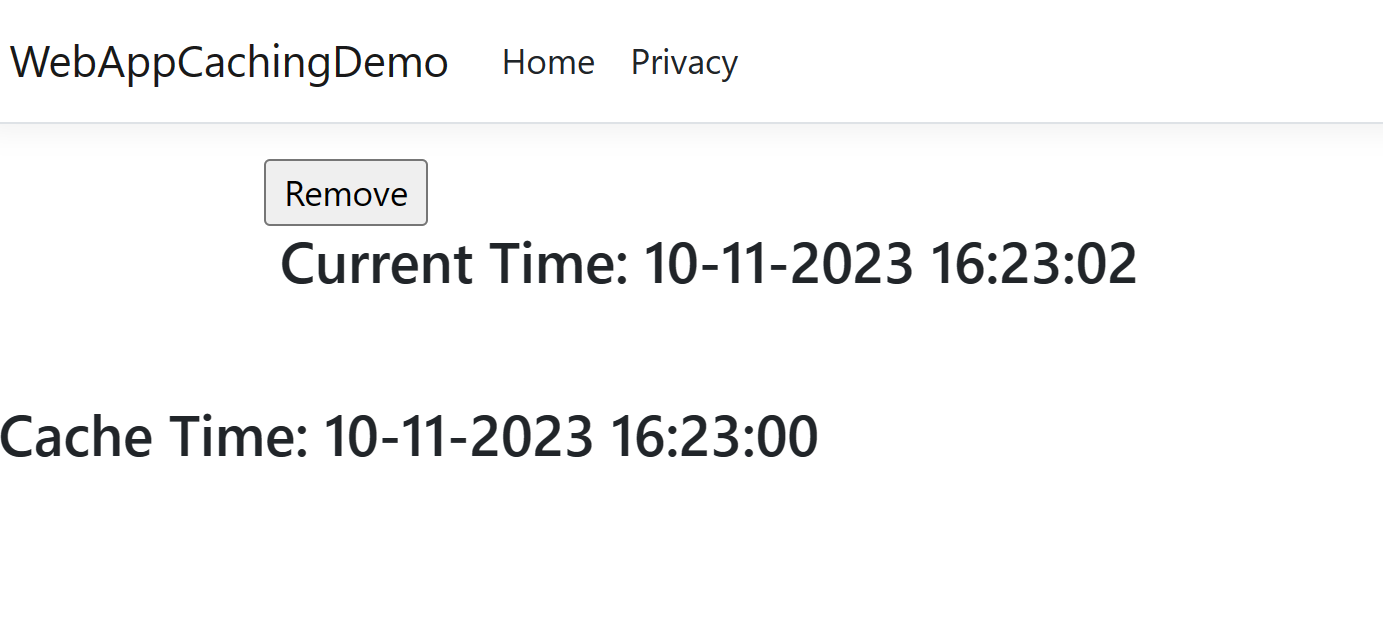 WebAppCachingDemo Home Privacy
Remove
Current Time: 10-11-2023 16:23:02
Cache Time: 10-11-2023 16:23:00